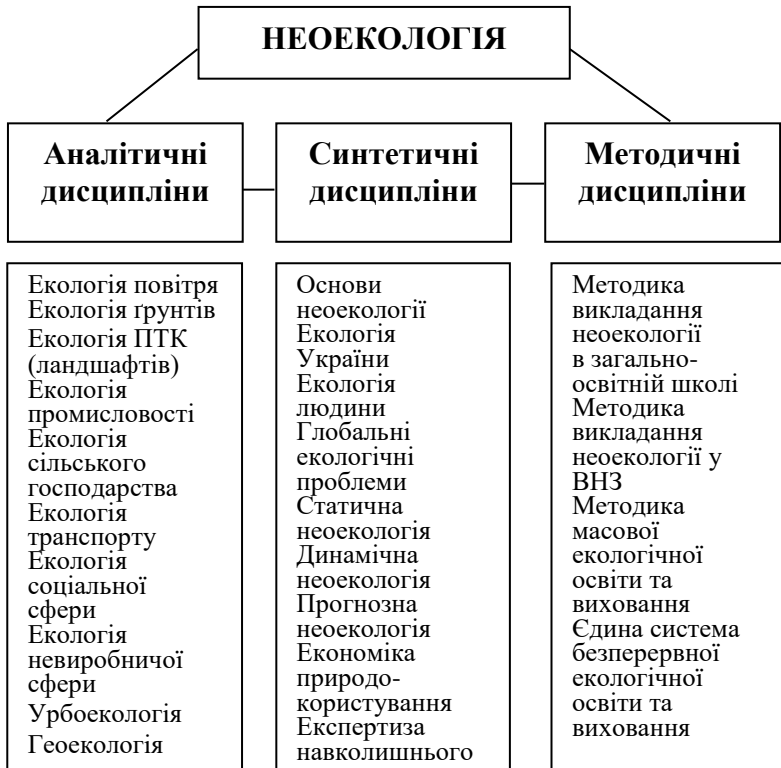 НЕОЕКОЛОГІЯ
Аналітичні
дисципліни
Синтетичні
дисципліни
Методичні
дисципліни
Екологія повітря
Екологія ґрунтів
Екологія ПТК
(ландшафтів)
Екологія
промисловості
Екологія
сільського
господарства
Екологія
транспорту
Екологія
соціальної
сфери
Екологія
невиробничої
сфери
Урбоекологія
Геоекологія
Основи
неоекології
Екологія
України
Екологія
людини
Глобальні
екологічні
проблеми
Статична
неоекологія
Динамічна
неоекологія
Прогнозна
неоекологія
Економіка
природо-
користування
Експертиза
навколишнього
Методика
викладання
неоекології
в загально-
освітній школі
Методика
викладання
неоекології у
ВНЗ
Методика
масової
екологічної
освіти та
виховання
Єдина система
безперервної
екологічної
освіти та
виховання